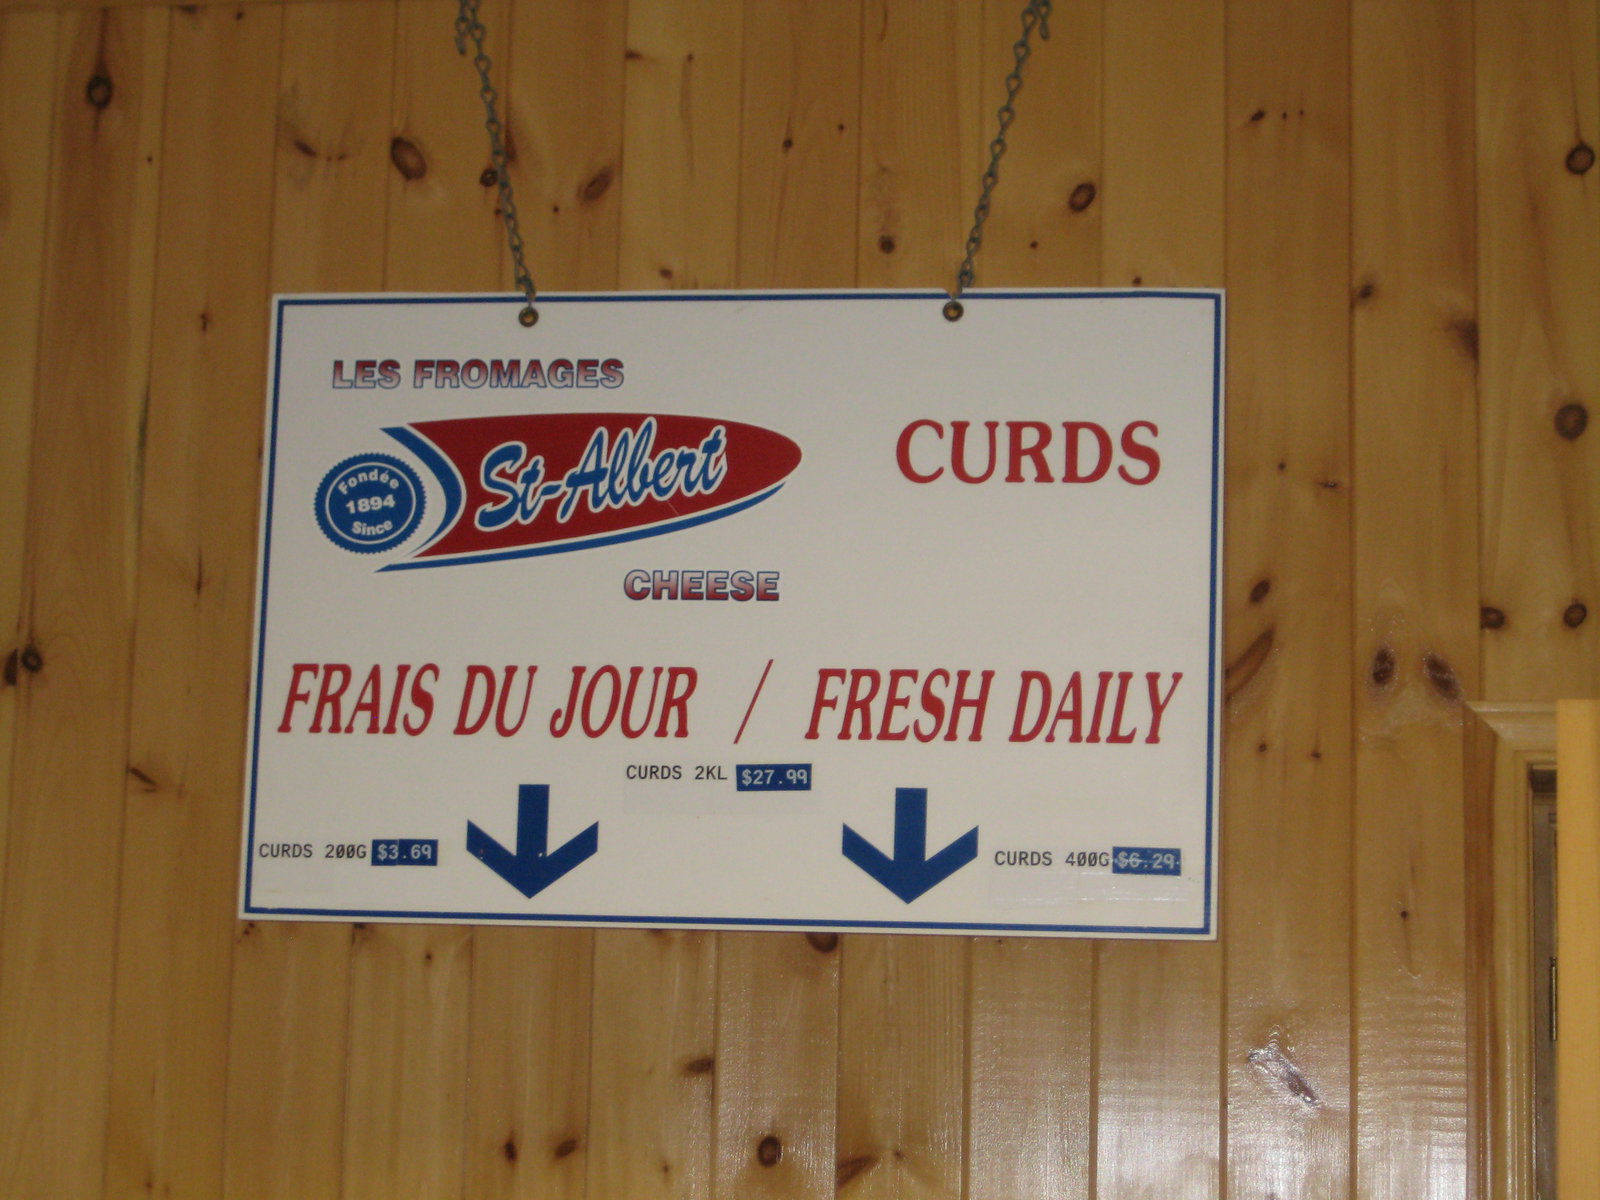 LES FROMAGES
Fondée
1894
Since
St-Albert
CHEESE
CURDS
FRAIS DU JOUR / FRESH DAILY
CURDS 2KL $27.99
CURDS 200G $3.69
CURDS 400G $6.29